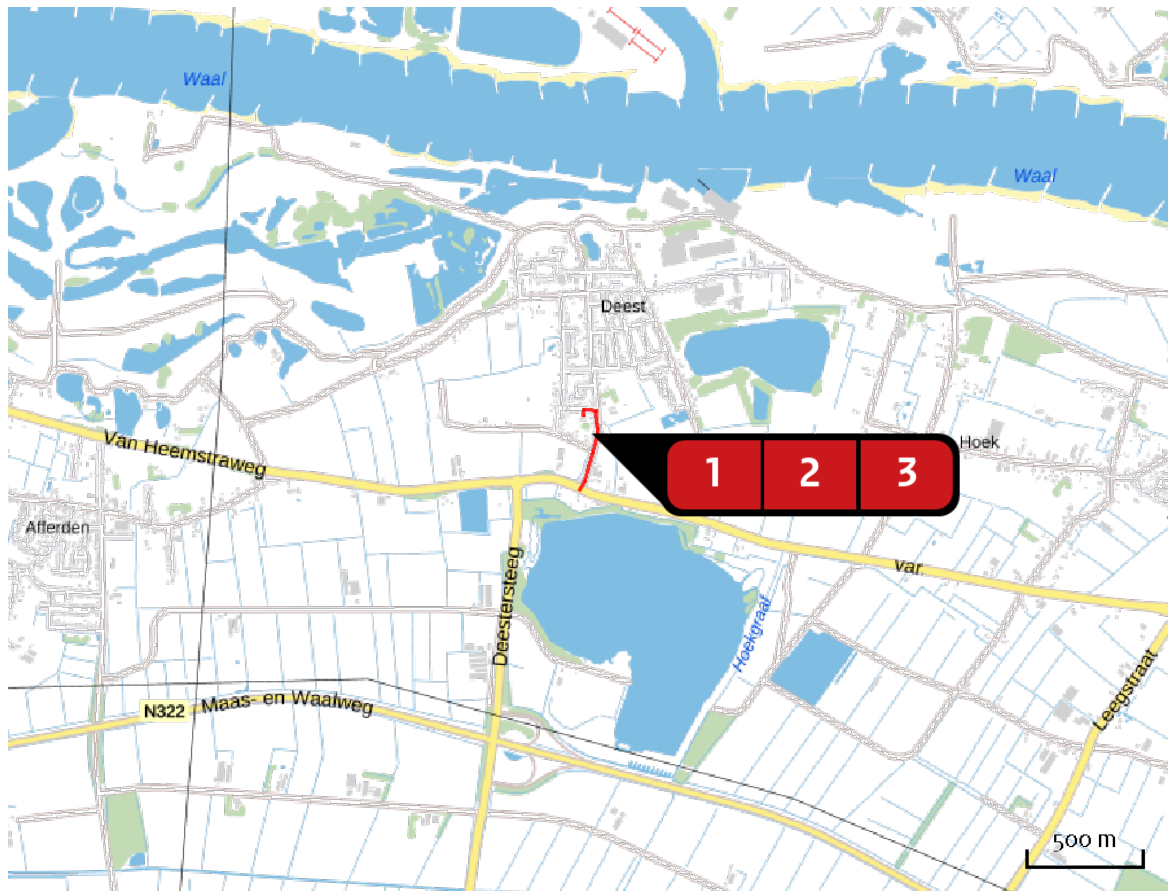 Waal
Waal
Deest
Van Heemstraweg
1 2 3
Hoek
Afferden
Var
Deestersteeg
Hoekgraaf
Leegstraat
N322
Maas- en Waalweg
500 m